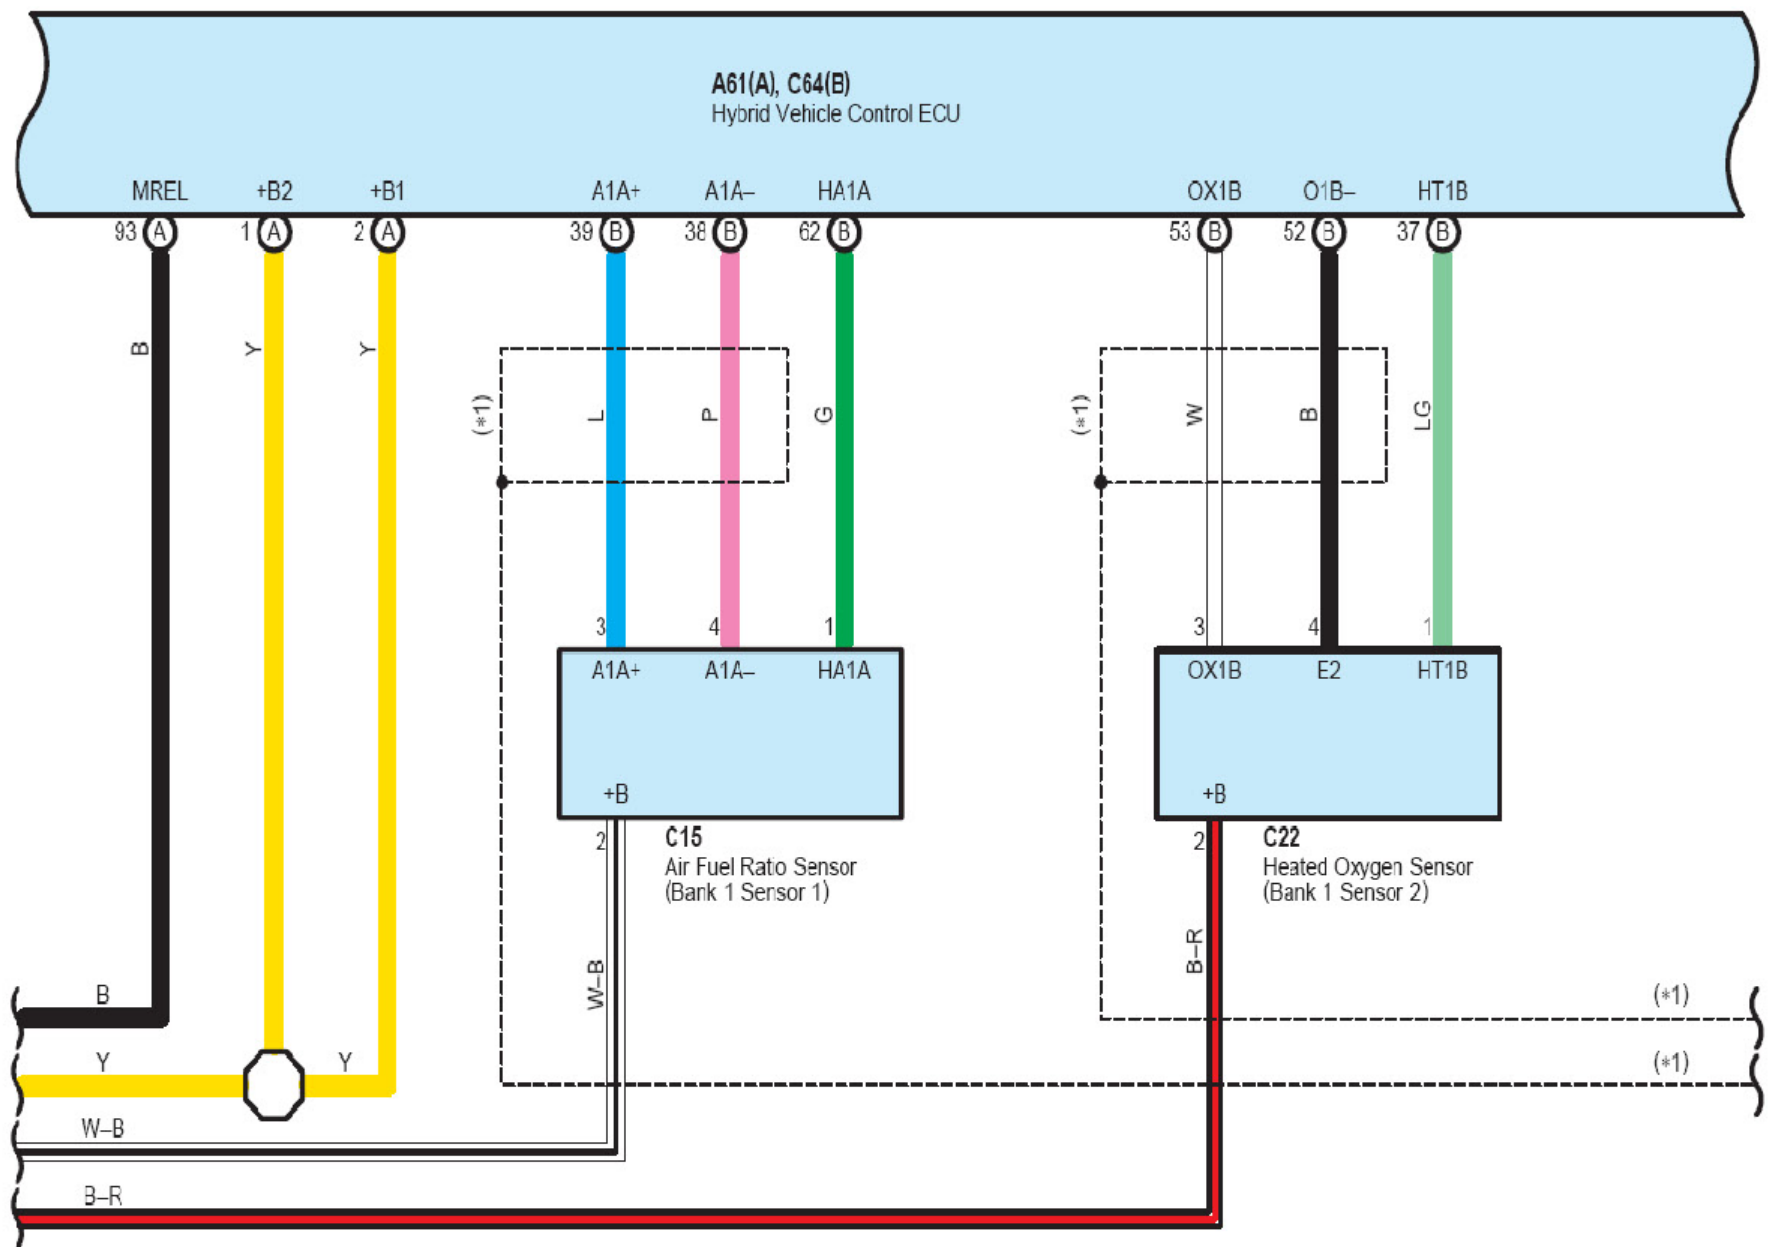 A61(A), C64(B)
Hybrid Vehicle Control ECU
MREL +B2 +B1 A1A+ A1A– HA1A OX1B O1B– HT1B
93 A 1 A 2 A 39 B 38 B 62 B 53 B 52 B 37 B
B Y Y
(*1) L P G (*1) W B LG
3 4 1 3 4 1
A1A+ A1A– HA1A OX1B E2 HT1B
+B +B
2 C15 2 C22
Air Fuel Ratio Sensor Heated Oxygen Sensor
(Bank 1 Sensor 1) (Bank 1 Sensor 2)
W–B B–R
B (*1)
Y Y (*1)
W–B
B–R